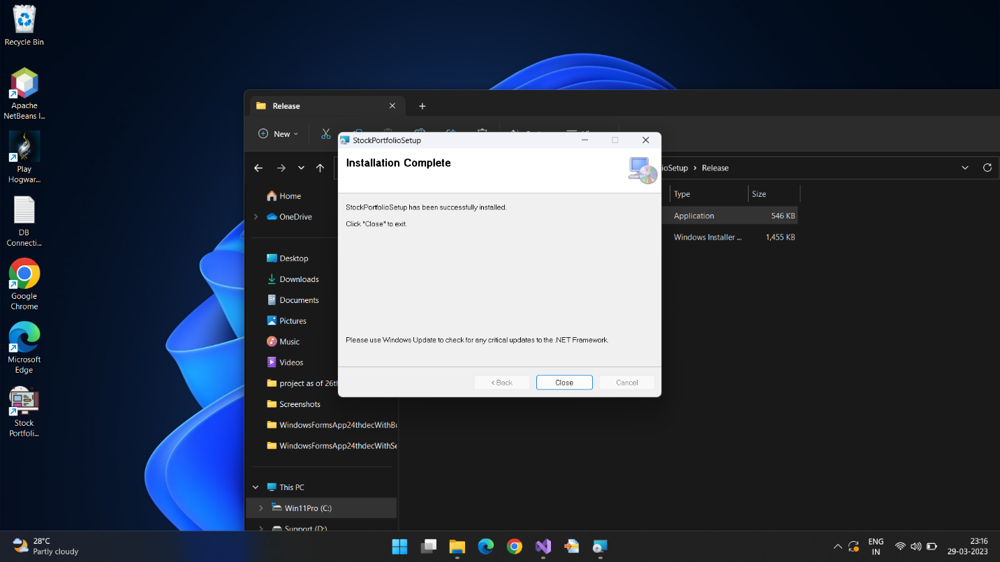 Recycle Bin
Apache
NetBeans I...
Play
Hogwar...
DB
Connecti...
Google
Chrome
Microsoft
Edge
Stock
Portfoli...
Release
New
StockPortfolioSetup
Installation Complete
StockPortfolioSetup has been successfully installed.
Click "Close" to exit.
Please use Windows Update to check for any critical updates to the .NET Framework.
< Back
Close
Cancel
ioSetup > Release
Type
Size
Application
546 KB
Windows Installer ...
1,455 KB
Home
OneDrive
Desktop
Downloads
Documents
Pictures
Music
Videos
project as of 26th
Screenshots
WindowsFormsApp24thdecWithBu
WindowsFormsApp24thdecWithSe
This PC
Win11Pro (C:)
Support (D:)
28°C
Partly cloudy
ENG
IN
23:16
29-03-2023